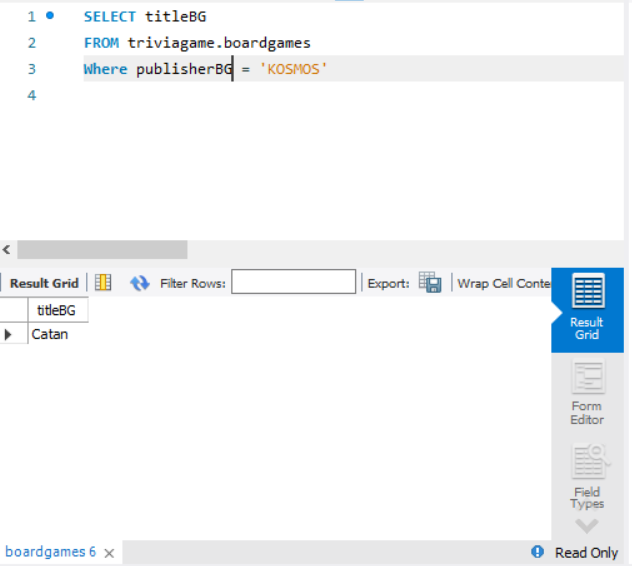 1 SELECT titleBG
2 FROM triviagame.boardgames
3 Where publisherBG = 'KOSMOS'
4
Result Grid Filter Rows: Export: Wrap Cell Conte
titleBG
Catan
Result
Grid
Form
Editor
Field
Types
boardgames 6
Read Only